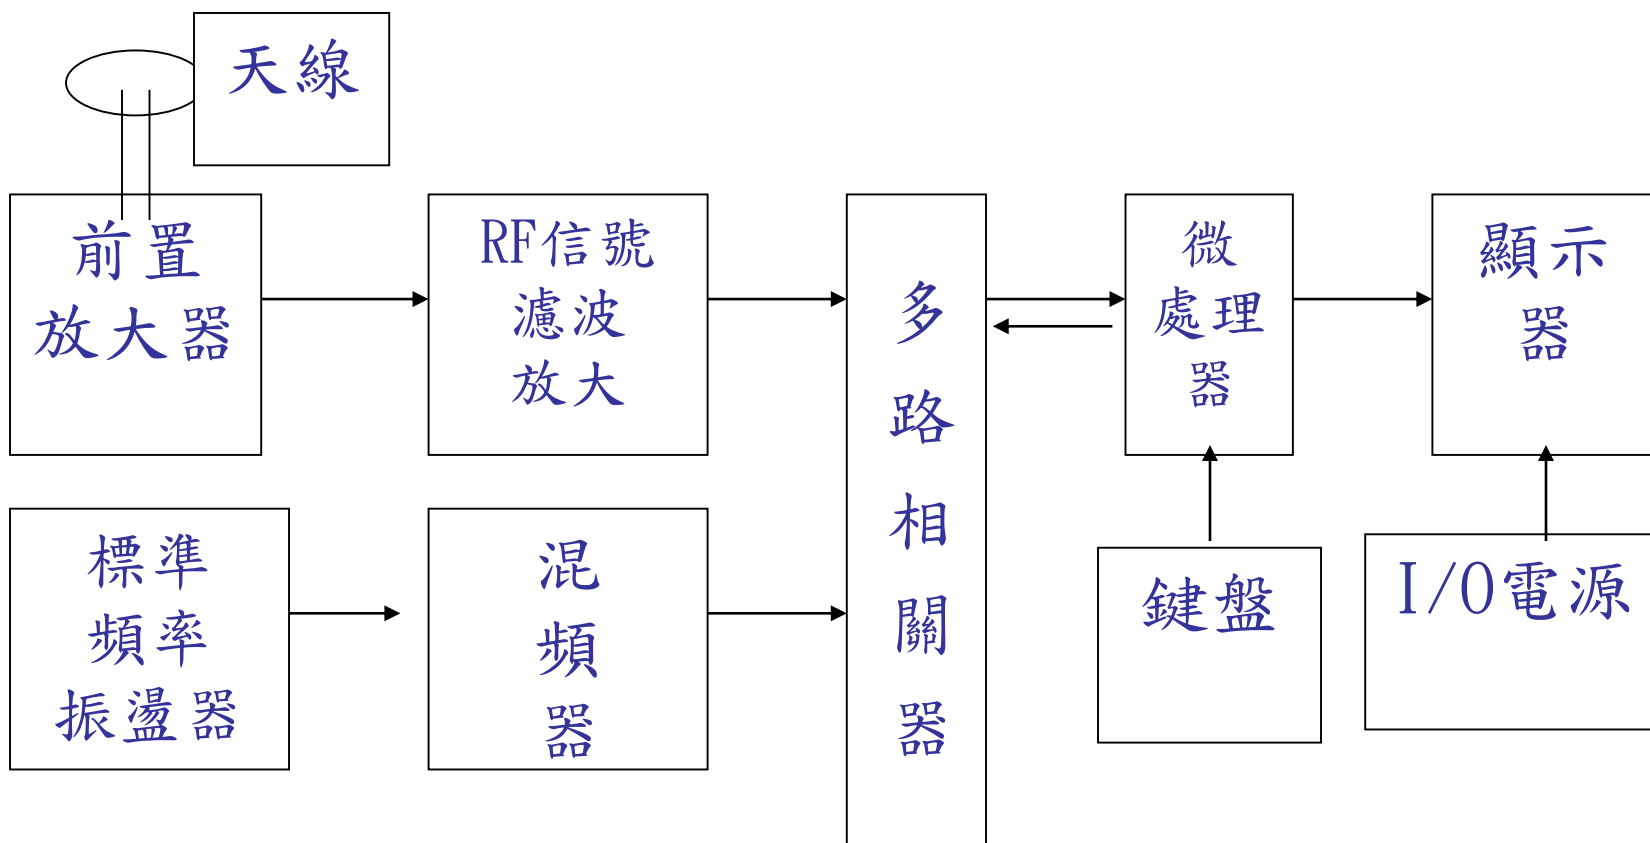 天線
前置
放大器
RF信號
濾波
放大
多
路
相
關
器
微
處理
器
顯示
器
標準
頻率
振盪器
混
頻
器
鍵盤
I/O電源